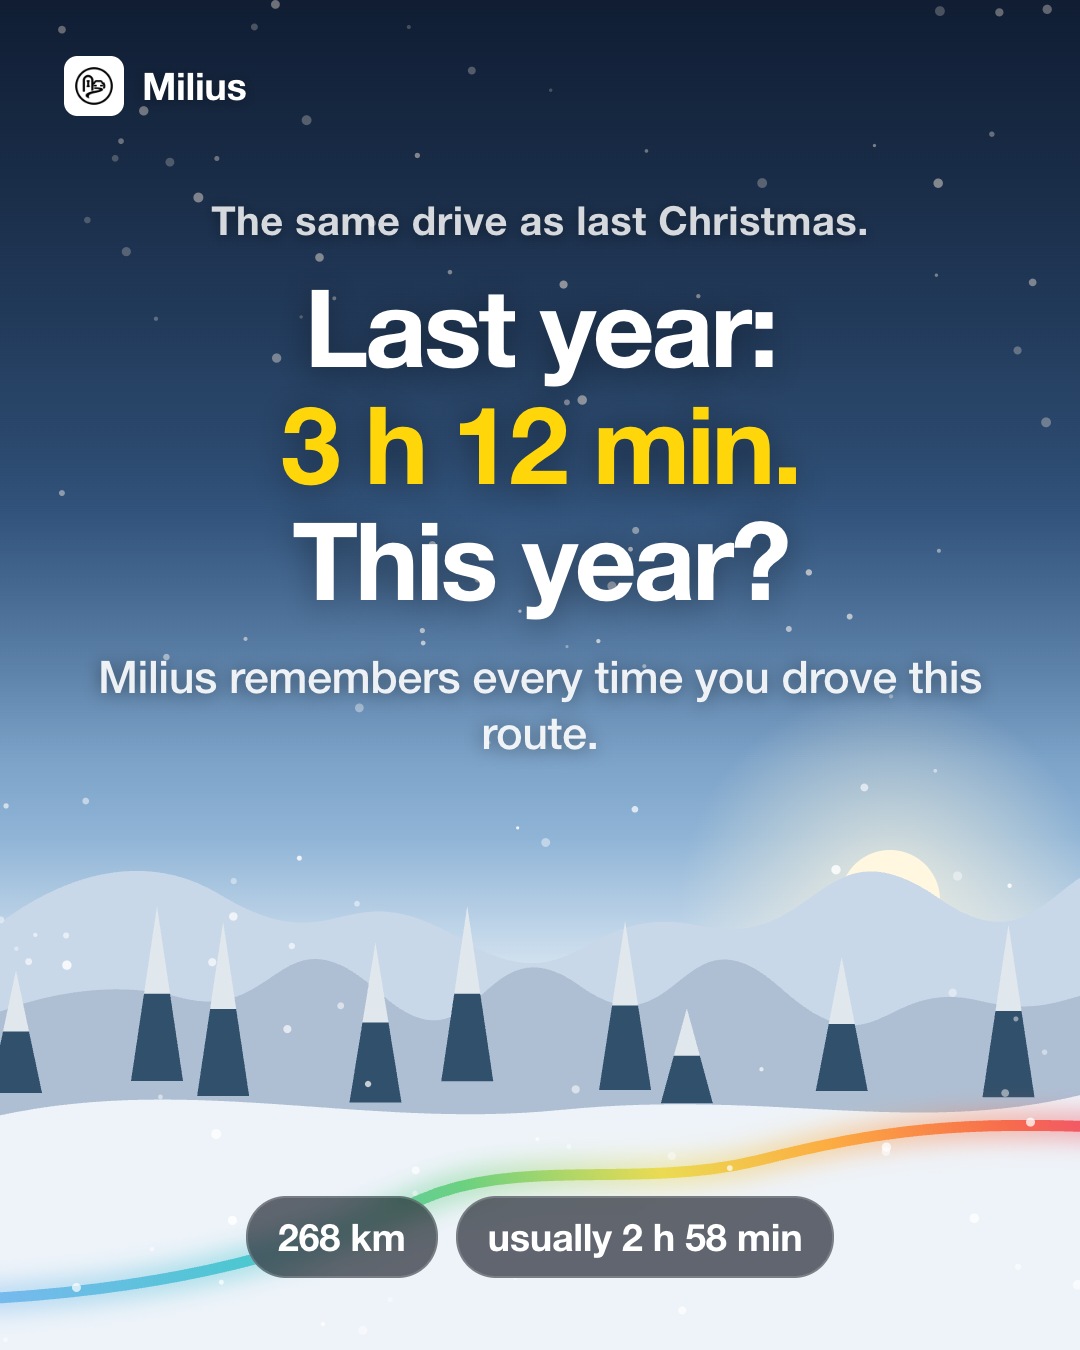 Milius
The same drive as last Christmas.
Last year:
3 h 12 min.
This year?
Milius remembers every time you drove this
route.
268 km
usually 2 h 58 min